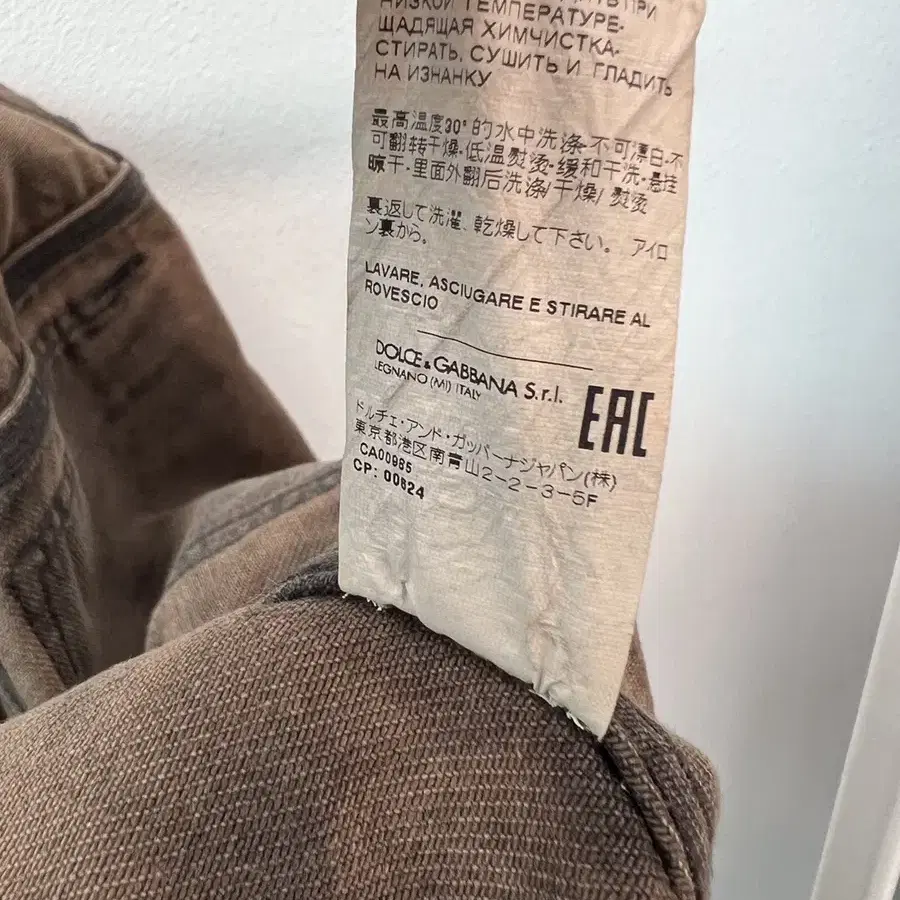 ПРИ
НИЗКОЙ ТЕМПЕРАТУРЕ.
ЩАДЯЩАЯ ХИМЧИСТКА.
СТИРАТЬ, СУШИТЬ И ГЛАДИТЬ
НА ИЗНАНКУ
最高温度30°的水中洗涤·不可漂白·不
可翻转干燥·低温熨烫·缓和干洗·悬挂
晾干·里面外翻后洗涤/干燥/熨烫
裏返して洗濯、乾燥して下さい。アイロ
ン裏から。
LAVARE, ASCIUGARE E STIRARE AL
ROVESCIO
DOLCE & GABBANA S.r.l.
LEGNANO (MI) ITALY
EAC
ドルチェ・アンド・ガッバーナジャパン(株)
東京都港区南青山2-2-3-5F
CA00985
CP: 00624